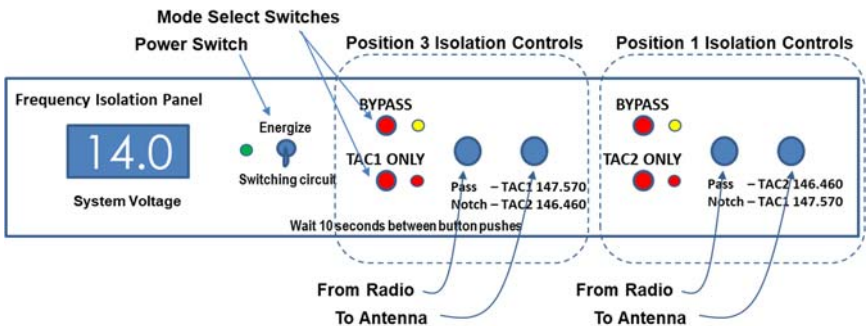 Mode Select Switches
Power Switch
Position 3 Isolation Controls
Position 1 Isolation Controls
Frequency Isolation Panel
14.0
System Voltage
Energize
Switching circuit
BYPASS
TAC1 ONLY
Pass – TAC1 147.570
Notch – TAC2 146.460
Wait 10 seconds between button pushes
BYPASS
TAC2 ONLY
Pass – TAC2 146.460
Notch – TAC1 147.570
From Radio
To Antenna
From Radio
To Antenna